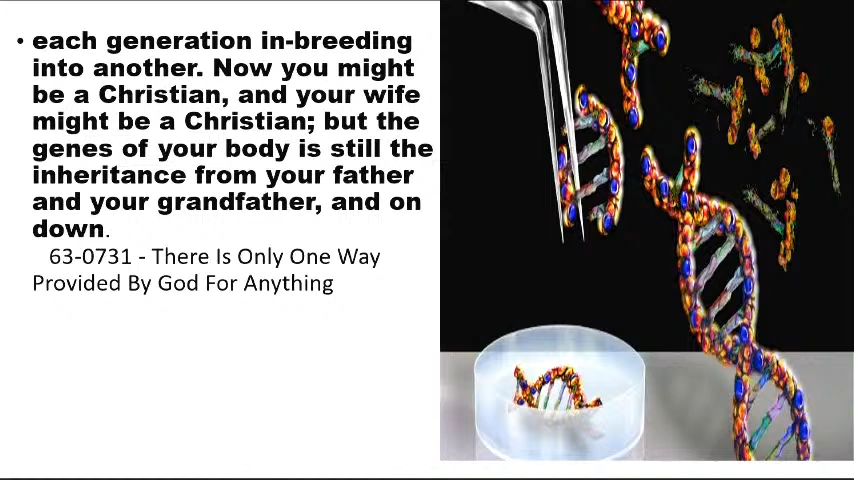 • each generation in-breeding
into another. Now you might
be a Christian, and your wife
might be a Christian; but the
genes of your body is still the
inheritance from your father
and your grandfather, and on
down.
63-0731 - There Is Only One Way
Provided By God For Anything